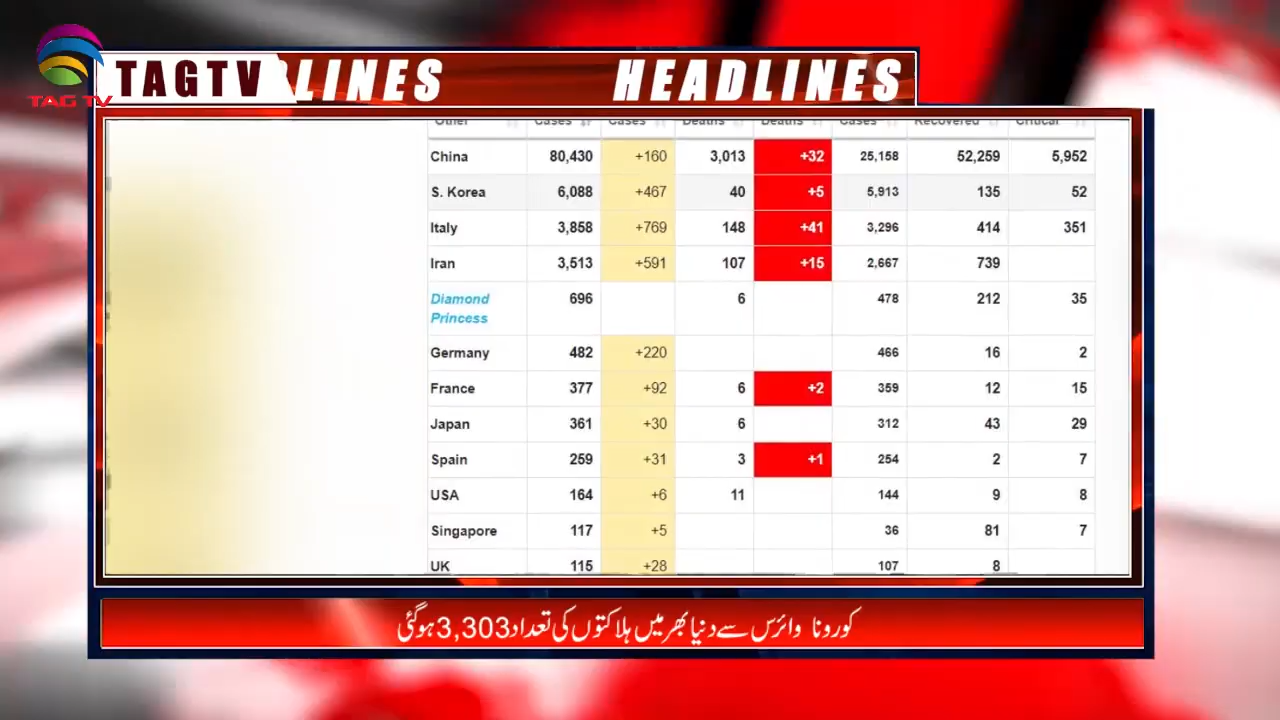 TAG TV
TAGTV LINES HEADLINES
Other Cases Cases Deaths Deaths Cases Recovered Critical
China 80,430 +160 3,013 +32 25,158 52,259 5,952
S. Korea 6,088 +467 40 +5 5,913 135 52
Italy 3,858 +769 148 +41 3,296 414 351
Iran 3,513 +591 107 +15 2,667 739
Diamond Princess 696 6 478 212 35
Germany 482 +220 466 16 2
France 377 +92 6 +2 359 12 15
Japan 361 +30 6 312 43 29
Spain 259 +31 3 +1 254 2 7
USA 164 +6 11 144 9 8
Singapore 117 +5 36 81 7
UK 115 +28 107 8
کورونا وائرس سے دنیا بھر میں ہلاکتوں کی تعداد 3,303 ہوگئی